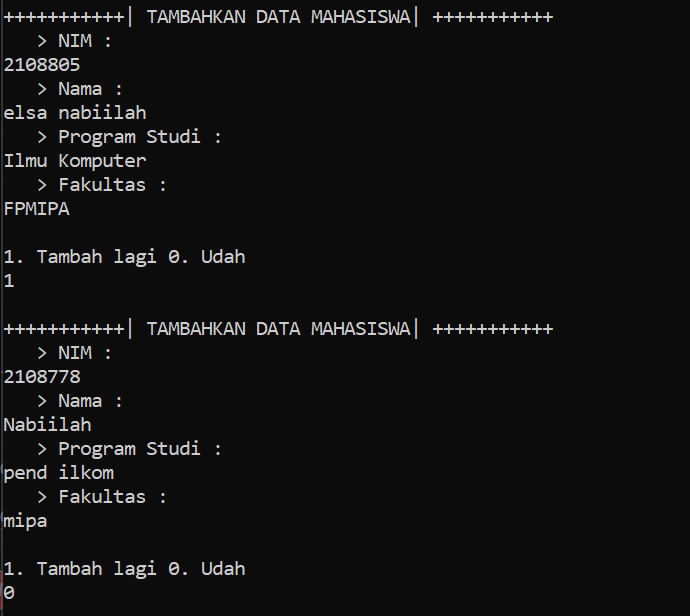 +++++++++++| TAMBAHKAN DATA MAHASISWA| +++++++++++
> NIM :
2108805
> Nama :
elsa nabiilah
> Program Studi :
Ilmu Komputer
> Fakultas :
FPMIPA
1. Tambah lagi 0. Udah
1
+++++++++++| TAMBAHKAN DATA MAHASISWA| +++++++++++
> NIM :
2108778
> Nama :
Nabiilah
> Program Studi :
pend ilkom
> Fakultas :
mipa
1. Tambah lagi 0. Udah
0